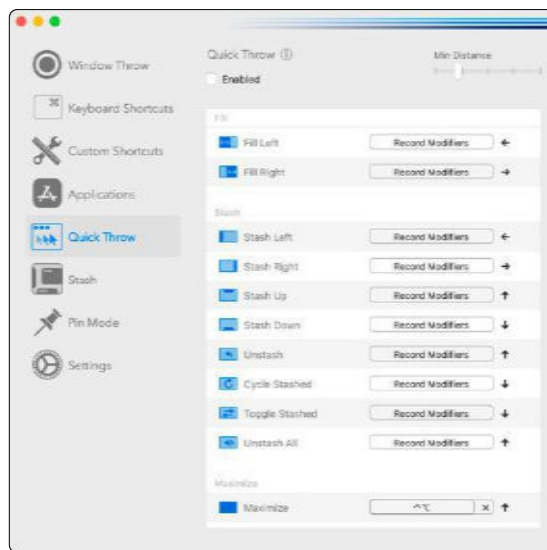 Window Throw
Keyboard Shortcuts
Custom Shortcuts
Applications
Quick Throw
Stash
Pin Mode
Settings
Quick Throw ⓘ
Min Distance
Enabled
Fill
Fill Left Record Modifiers ←
Fill Right Record Modifiers →
Stash
Stash Left Record Modifiers ←
Stash Right Record Modifiers →
Stash Up Record Modifiers ↑
Stash Down Record Modifiers ↓
Unstash Record Modifiers ↑
Cycle Stashed Record Modifiers ↓
Toggle Stashed Record Modifiers ↓
Unstash All Record Modifiers ↑
Maximize
Maximize ^⌥ × ↑